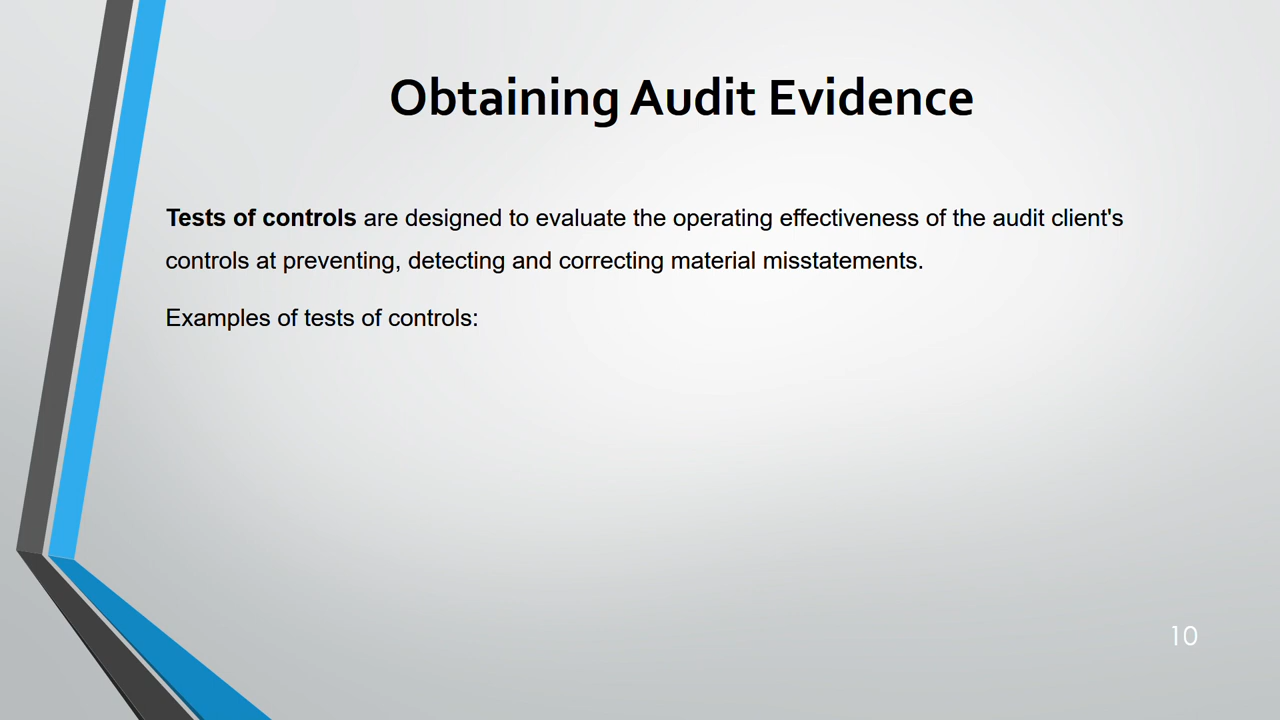 Obtaining Audit Evidence
Tests of controls are designed to evaluate the operating effectiveness of the audit client's
controls at preventing, detecting and correcting material misstatements.
Examples of tests of controls:
10